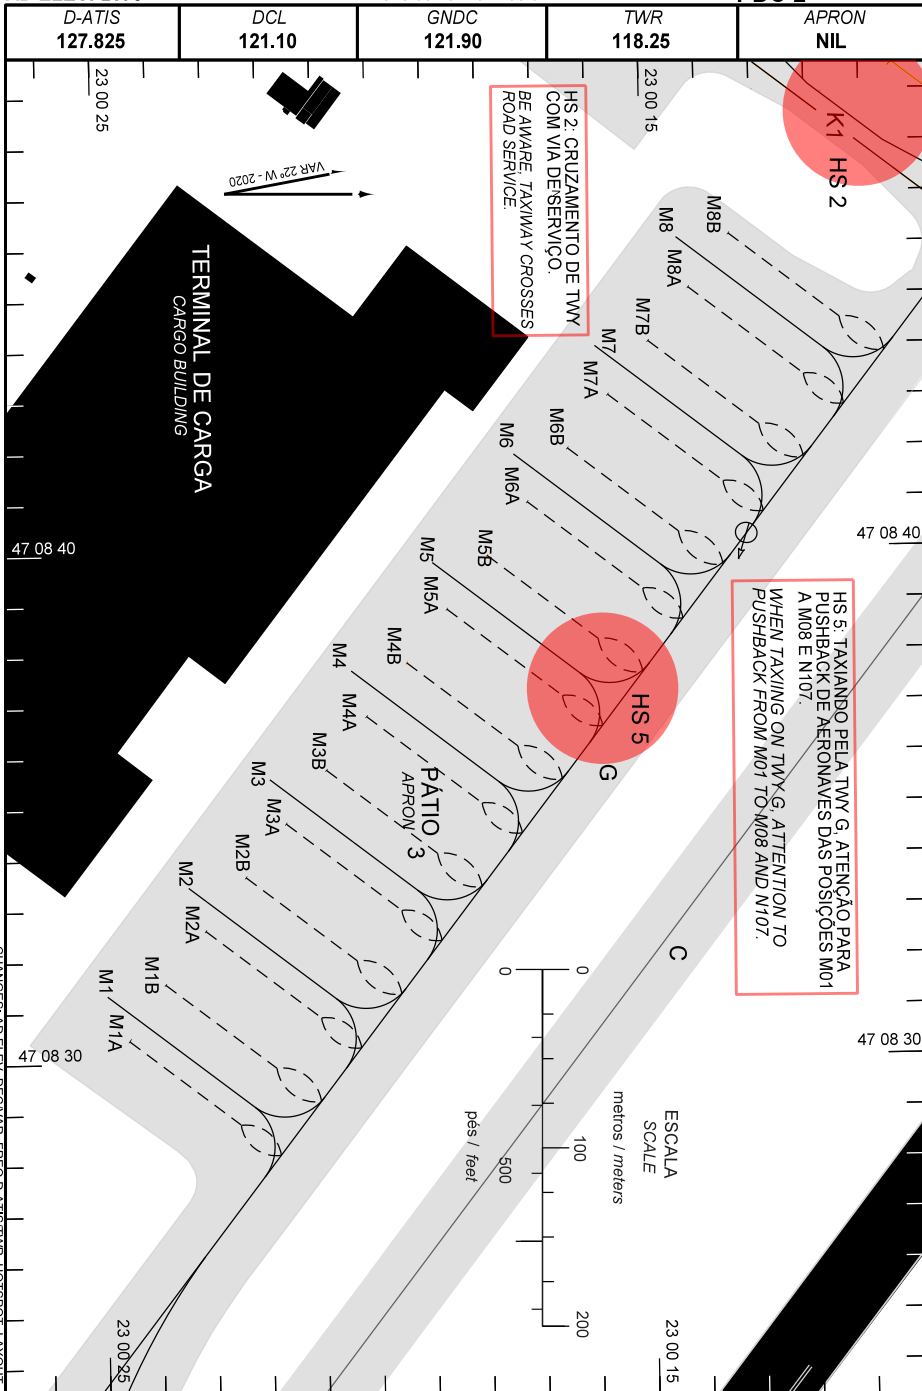 D-ATIS
127.825
DCL
121.10
GNDC
121.90
TWR
118.25
APRON
NIL
23 00 25
23 00 15
VAR 22° W - 2020
K1 HS 2
HS 2: CRUZAMENTO DE TWY
COM VIA DE SERVIÇO.
BE AWARE, TAXIWAY CROSSES
ROAD SERVICE.
TERMINAL DE CARGA
CARGO BUILDING
M8B
M8
M8A
M7B
M7
M7A
M6B
M6
M6A
M5B
M5
M5A
M4B
M4
M4A
M3B
M3
M3A
M2B
M2
M2A
M1B
M1
M1A
47 08 40
47 08 40
HS 5: TAXIANDO PELA TWY G, ATENÇÃO PARA
PUSHBACK DE AERONAVES DAS POSIÇÕES M01
A M08 E N107.
WHEN TAXIING ON TWY G, ATTENTION TO
PUSHBACK FROM M01 TO M08 AND N107.
HS 5
G
PÁTIO 3
APRON
C
47 08 30
47 08 30
ESCALA
SCALE
metros / meters
0
100
200
0
500
pés / feet
23 00 25
23 00 15